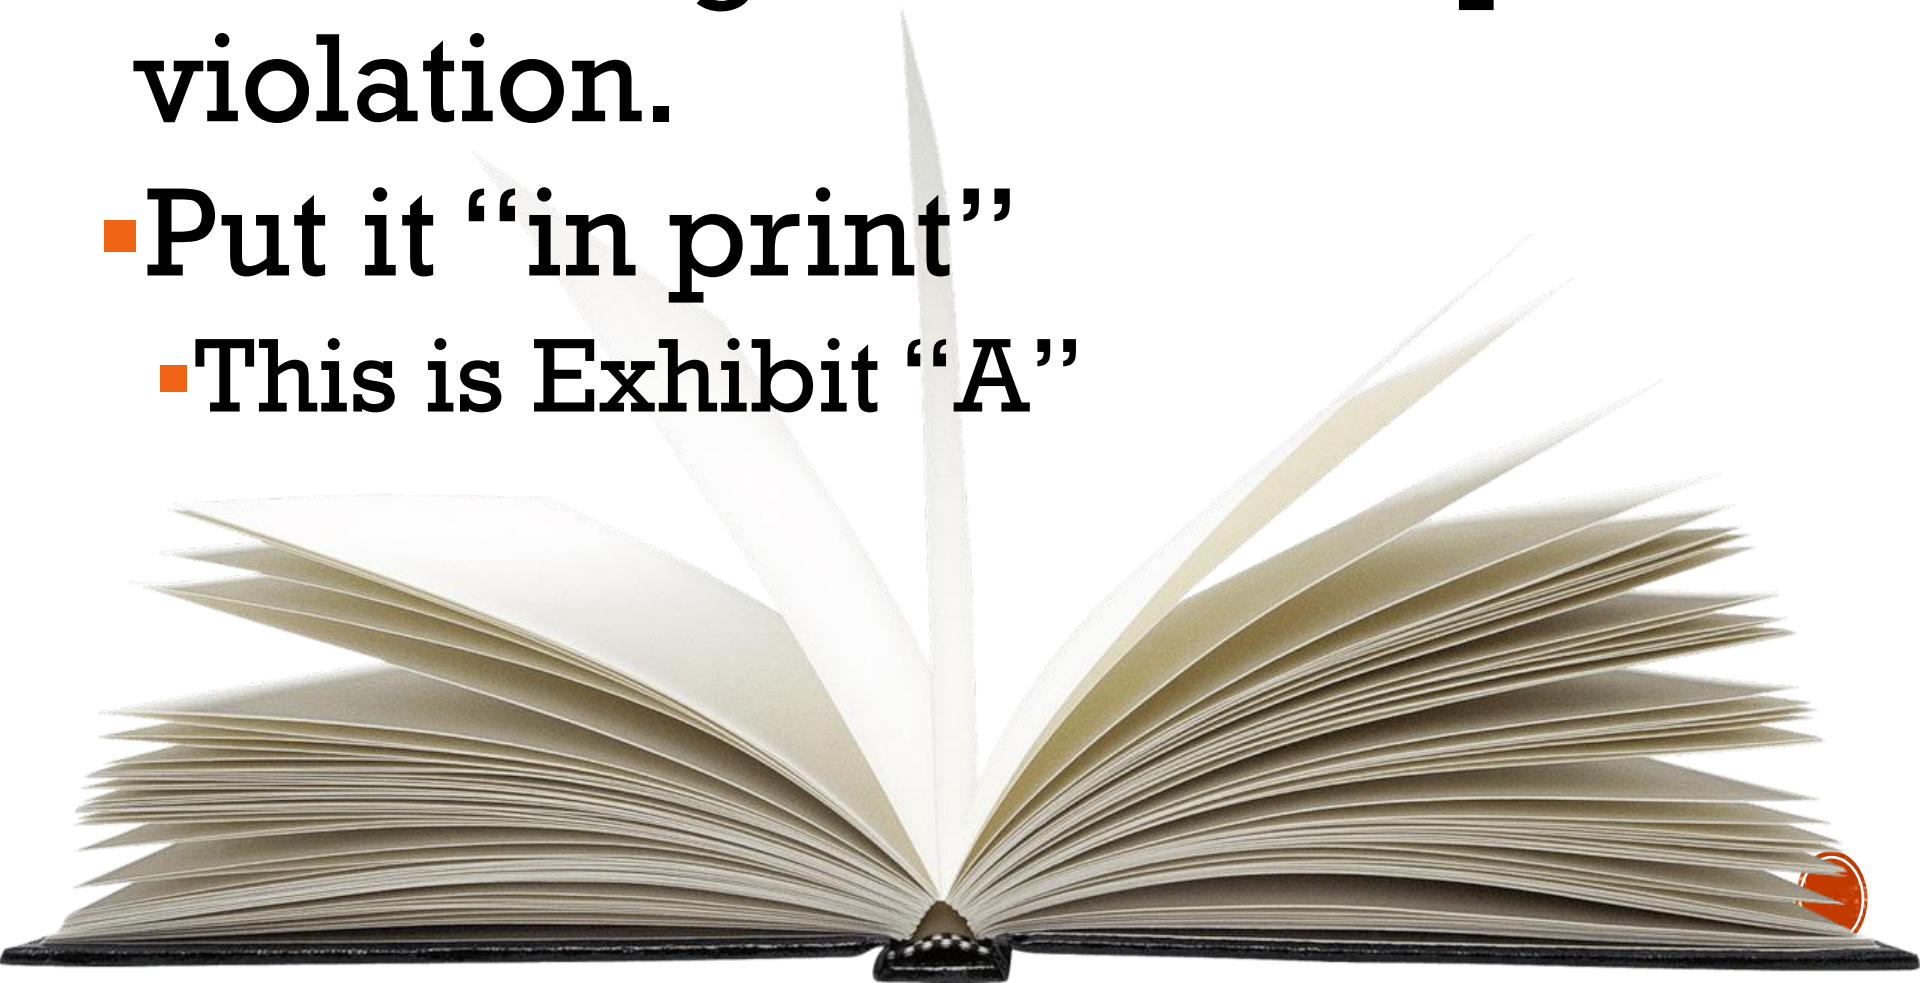 violation.
▪Put it “in print”
▪This is Exhibit “A”